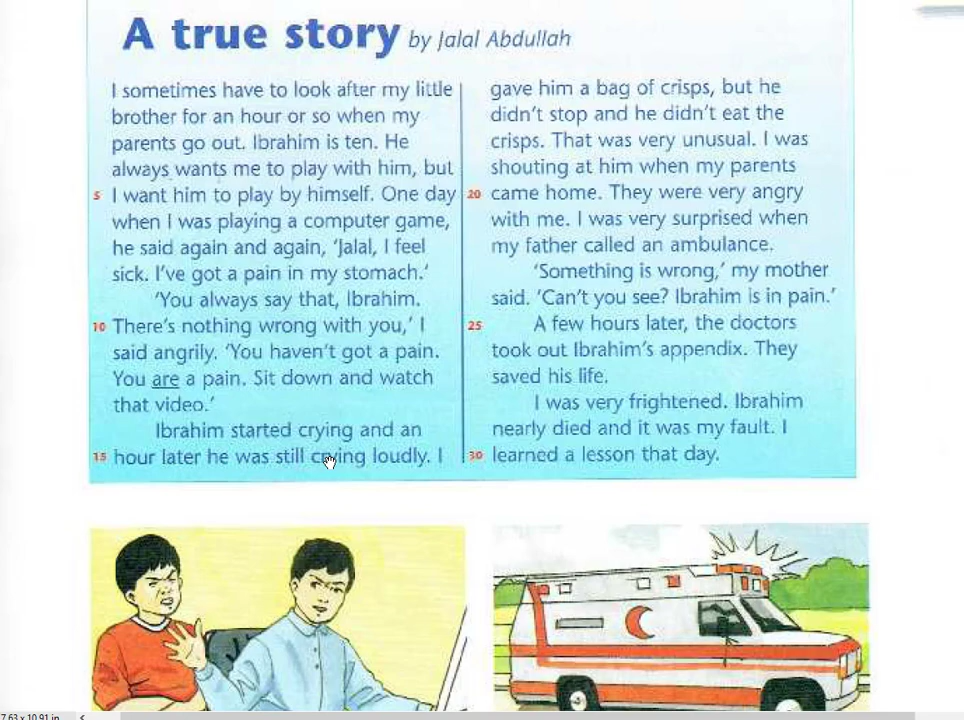 A true story by Jalal Abdullah
I sometimes have to look after my little
brother for an hour or so when my
parents go out. Ibrahim is ten. He
always wants me to play with him, but
5 I want him to play by himself. One day
when I was playing a computer game,
he said again and again, 'Jalal, I feel
sick. I've got a pain in my stomach.'
'You always say that, Ibrahim.
10 There's nothing wrong with you,' I
said angrily. 'You haven't got a pain.
You are a pain. Sit down and watch
that video.'
Ibrahim started crying and an
15 hour later he was still crying loudly. I
gave him a bag of crisps, but he
didn't stop and he didn't eat the
crisps. That was very unusual. I was
shouting at him when my parents
20 came home. They were very angry
with me. I was very surprised when
my father called an ambulance.
'Something is wrong,' my mother
said. 'Can't you see? Ibrahim is in pain.'
25 A few hours later, the doctors
took out Ibrahim's appendix. They
saved his life.
I was very frightened. Ibrahim
nearly died and it was my fault. I
30 learned a lesson that day.
7.63 x 10.91 in